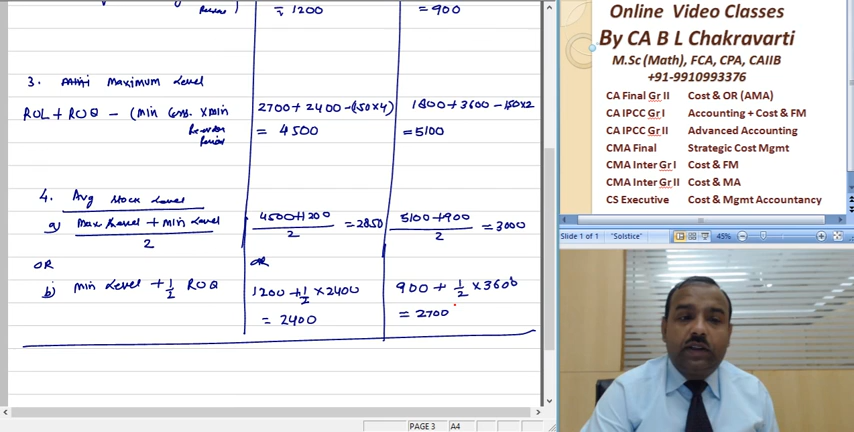 Period
= 1200
= 900
3. Maximum Level
ROL + ROQ - (Min Cons. x Min Re-order Period
2700 + 2400 - (150 x 4)
= 4500
1800 + 3600 - 150 x 2
= 5100
4. Avg Stock Level
a) Max Level + Min Level
2
4500 + 1200
2
= 2850
5100 + 900
2
= 3000
OR
OR
b) Min Level + 1/2 ROQ
1200 + 1/2 x 2400
= 2400
900 + 1/2 x 3600
= 2700
PAGE 3
A4
Online Video Classes
By CA B L Chakravarti
M.Sc (Math), FCA, CPA, CAIIB
+91-9910993376
CA Final Gr II Cost & OR (AMA)
CA IPCC Gr I Accounting + Cost & FM
CA IPCC Gr II Advanced Accounting
CMA Final Strategic Cost Mgmt
CMA Inter Gr I Cost & FM
CMA Inter Gr II Cost & MA
CS Executive Cost & Mgmt Accountancy
Slide 1 of 1 "Solstice" 45%